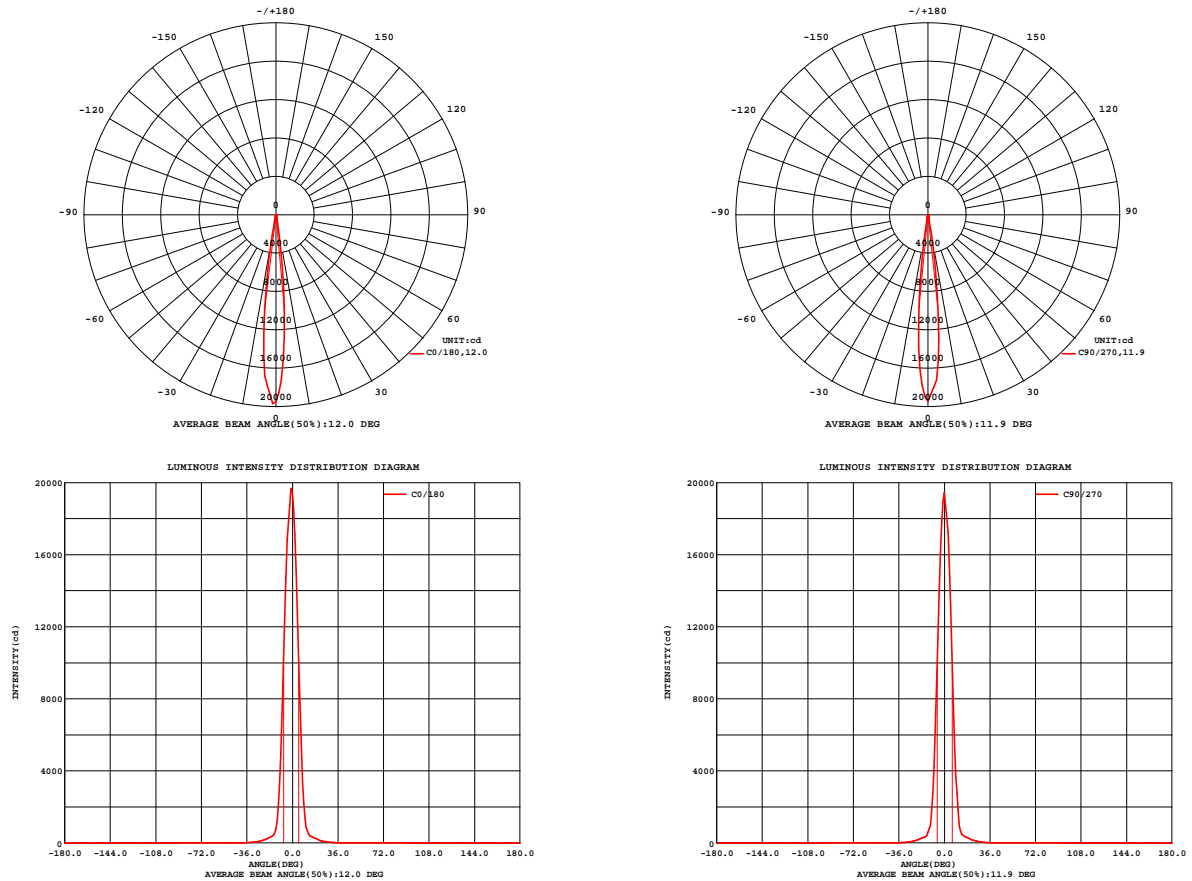 -/+180
-150 150
-120 120
-90 90
-60 60
-30 30
0
4000
8000
12000
16000
20000
0
UNIT:cd
C0/180,12.0
AVERAGE BEAM ANGLE(50%):12.0 DEG
-/+180
-150 150
-120 120
-90 90
-60 60
-30 30
0
4000
8000
12000
16000
20000
0
UNIT:cd
C90/270,11.9
AVERAGE BEAM ANGLE(50%):11.9 DEG
LUMINOUS INTENSITY DISTRIBUTION DIAGRAM
C0/180
INTENSITY(cd)
20000
16000
12000
8000
4000
0
-180.0 -144.0 -108.0 -72.0 -36.0 0.0 36.0 72.0 108.0 144.0 180.0
ANGLE(DEG)
AVERAGE BEAM ANGLE(50%):12.0 DEG
LUMINOUS INTENSITY DISTRIBUTION DIAGRAM
C90/270
INTENSITY(cd)
20000
16000
12000
8000
4000
0
-180.0 -144.0 -108.0 -72.0 -36.0 0.0 36.0 72.0 108.0 144.0 180.0
ANGLE(DEG)
AVERAGE BEAM ANGLE(50%):11.9 DEG